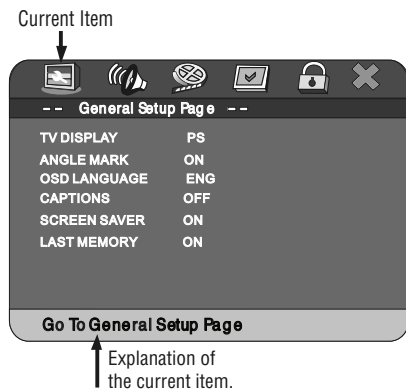 Current Item
-- General Setup Page --
TV DISPLAY PS
ANGLE MARK ON
OSD LANGUAGE ENG
CAPTIONS OFF
SCREEN SAVER ON
LAST MEMORY ON
Go To General Setup Page
Explanation of
the current item.